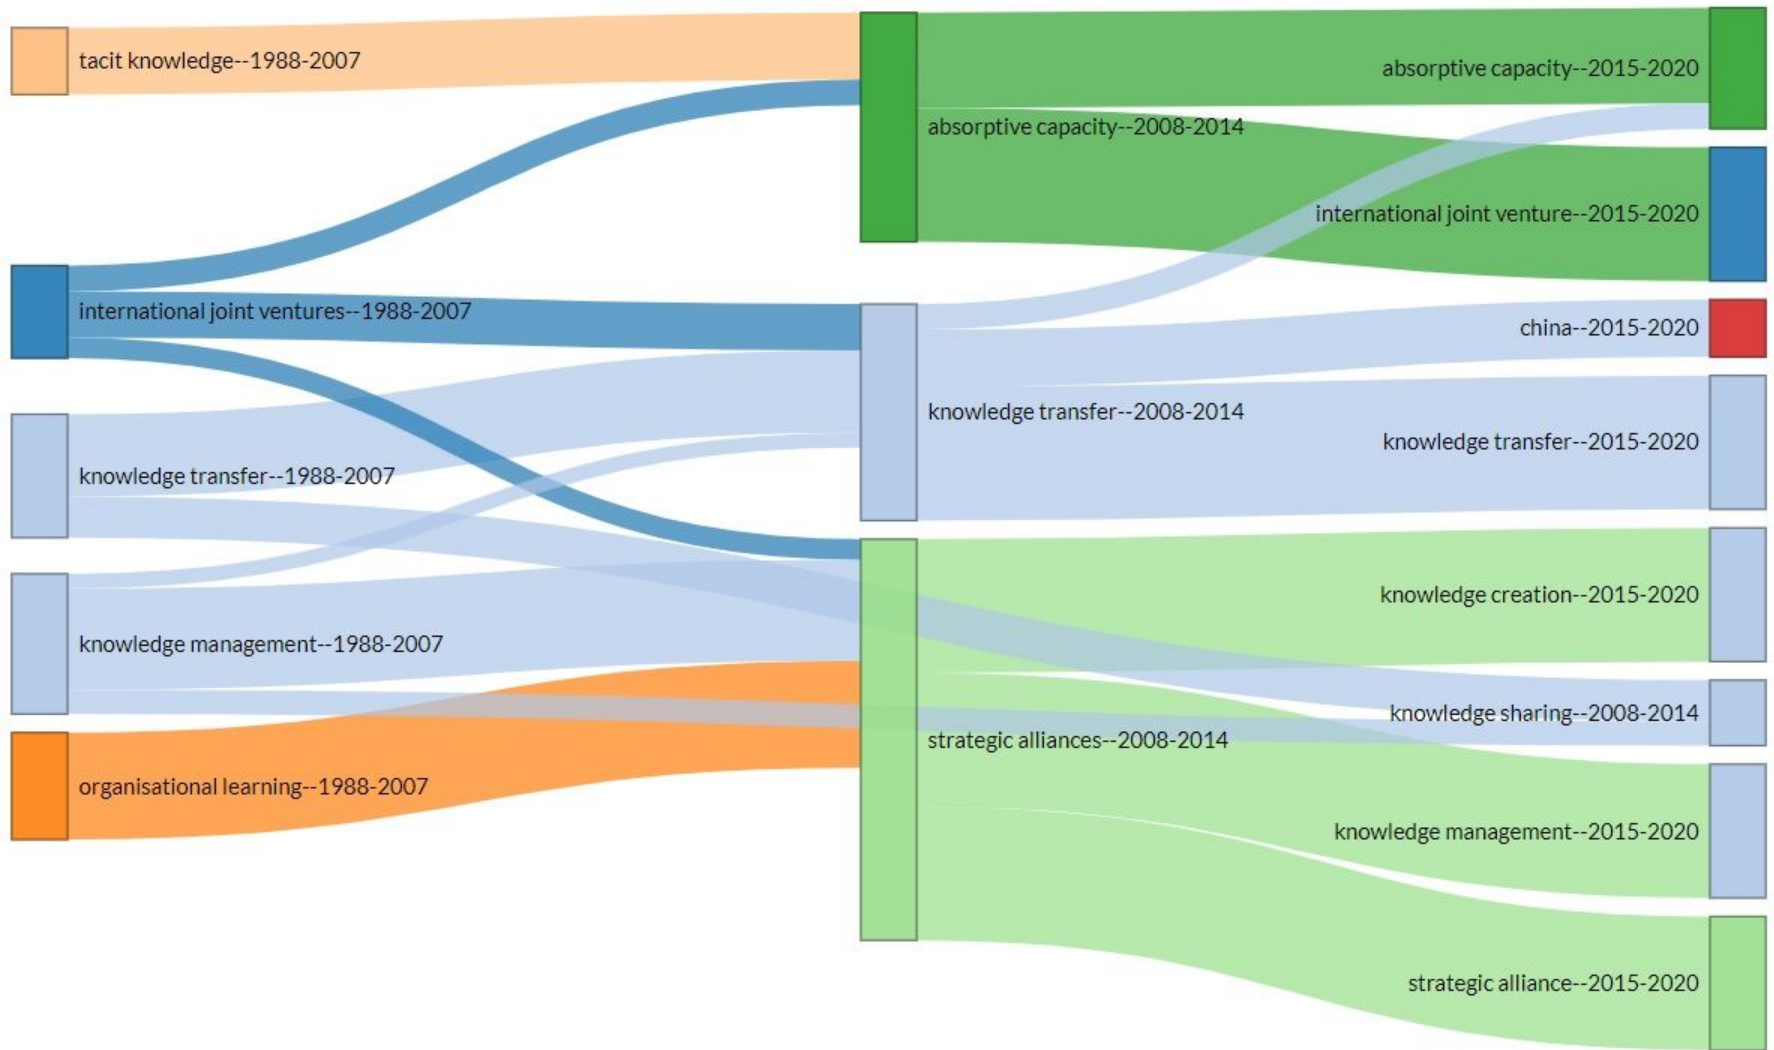 tacit knowledge--1988-2007
international joint ventures--1988-2007
knowledge transfer--1988-2007
knowledge management--1988-2007
organisational learning--1988-2007
absorptive capacity--2008-2014
knowledge transfer--2008-2014
strategic alliances--2008-2014
absorptive capacity--2015-2020
international joint venture--2015-2020
china--2015-2020
knowledge transfer--2015-2020
knowledge creation--2015-2020
knowledge sharing--2008-2014
knowledge management--2015-2020
strategic alliance--2015-2020